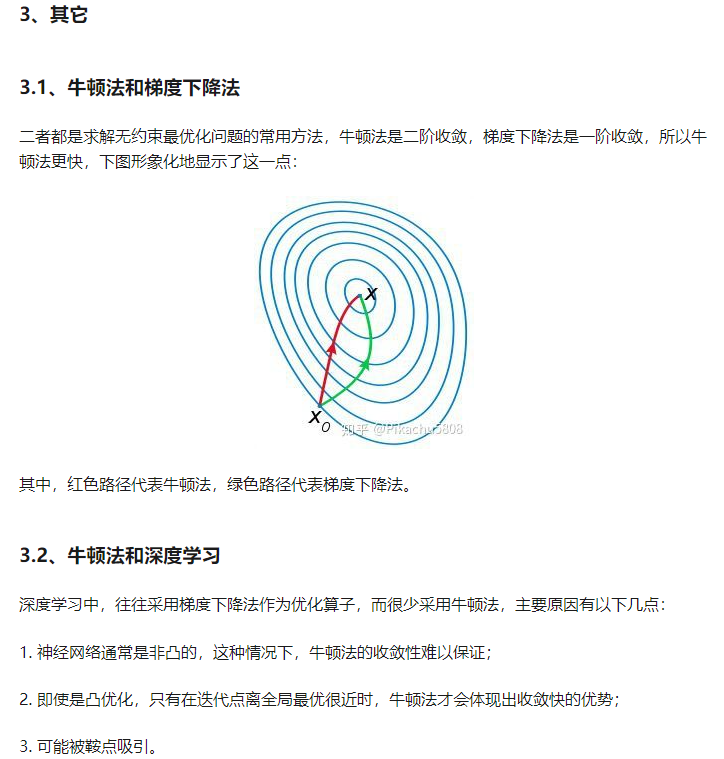 3、其它
3.1、牛顿法和梯度下降法
二者都是求解无约束最优化问题的常用方法，牛顿法是二阶收敛，梯度下降法是一阶收敛，所以牛
顿法更快，下图形象化地显示了这一点：
X
X0
知乎 @Pikachu5808
其中，红色路径代表牛顿法，绿色路径代表梯度下降法。
3.2、牛顿法和深度学习
深度学习中，往往采用梯度下降法作为优化算子，而很少采用牛顿法，主要原因有以下几点：
1. 神经网络通常是非凸的，这种情况下，牛顿法的收敛性难以保证；
2. 即使是凸优化，只有在迭代点离全局最优很近时，牛顿法才会体现出收敛快的优势；
3. 可能被鞍点吸引。